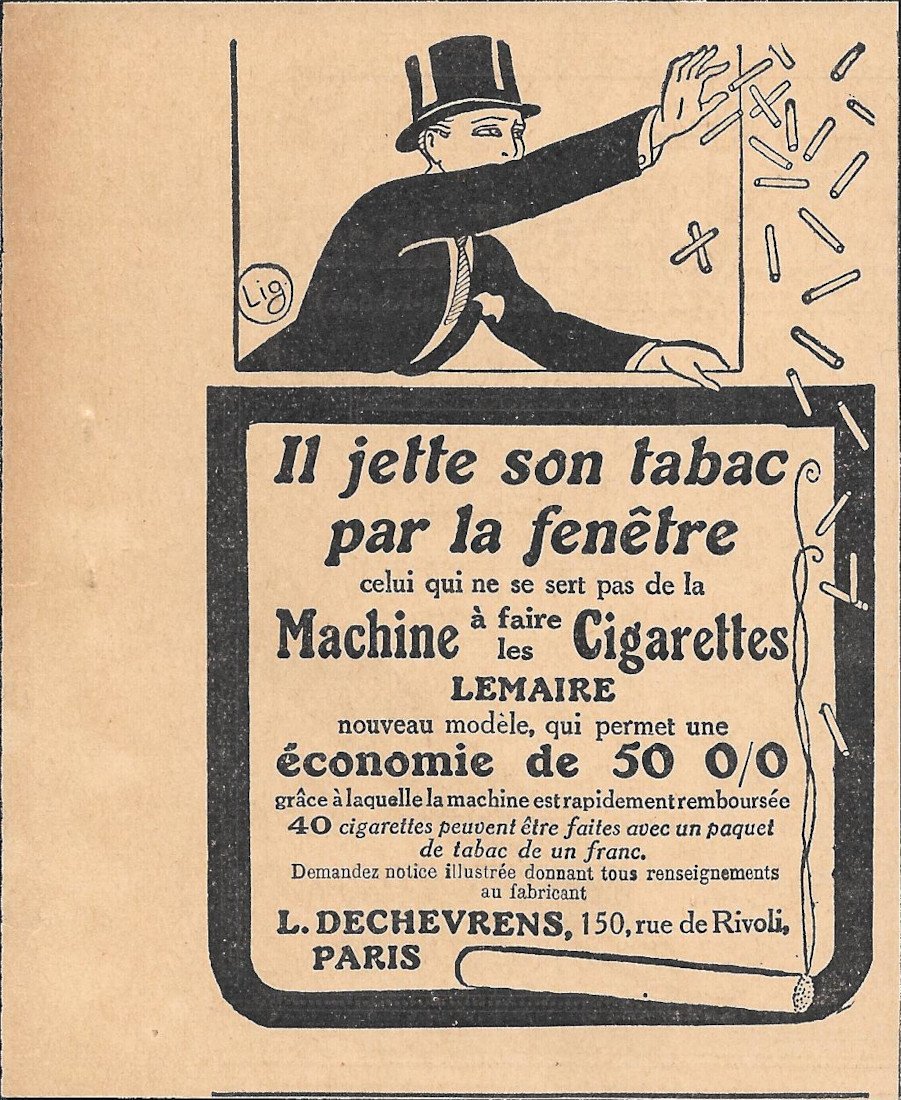 Lig
Il jette son tabac
par la fenêtre
celui qui ne se sert pas de la
Machine à faire les Cigarettes
LEMAIRE
nouveau modèle, qui permet une
économie de 50 0/0
grâce à laquelle la machine est rapidement remboursée
40 cigarettes peuvent être faites avec un paquet
de tabac de un franc.
Demandez notice illustrée donnant tous renseignements
au fabricant
L. DECHEVRENS, 150, rue de Rivoli,
PARIS